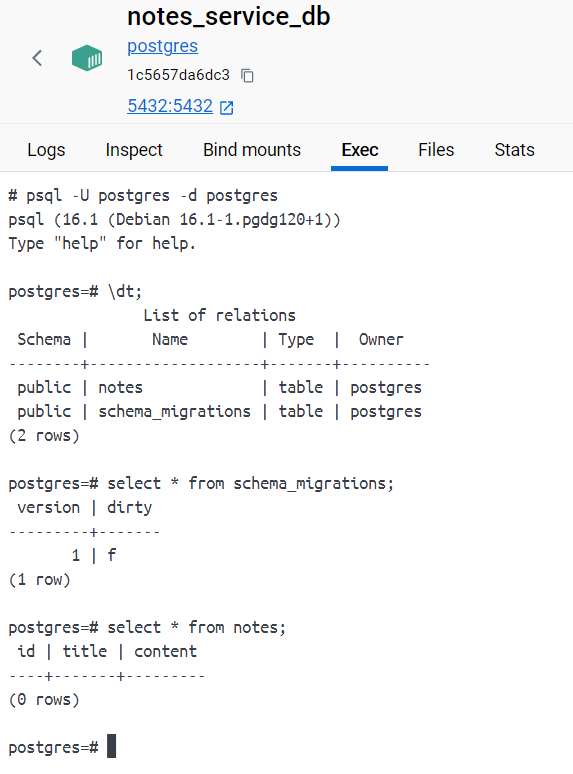 notes_service_db
postgres
1c5657da6dc3
5432:5432
Logs Inspect Bind mounts Exec Files Stats
# psql -U postgres -d postgres
psql (16.1 (Debian 16.1-1.pgdg120+1))
Type "help" for help.
postgres=# \dt;
List of relations
Schema | Name | Type | Owner
--------+-------------------+-------+----------
public | notes | table | postgres
public | schema_migrations | table | postgres
(2 rows)
postgres=# select * from schema_migrations;
version | dirty
---------+-------
1 | f
(1 row)
postgres=# select * from notes;
id | title | content
----+-------+---------
(0 rows)
postgres=#